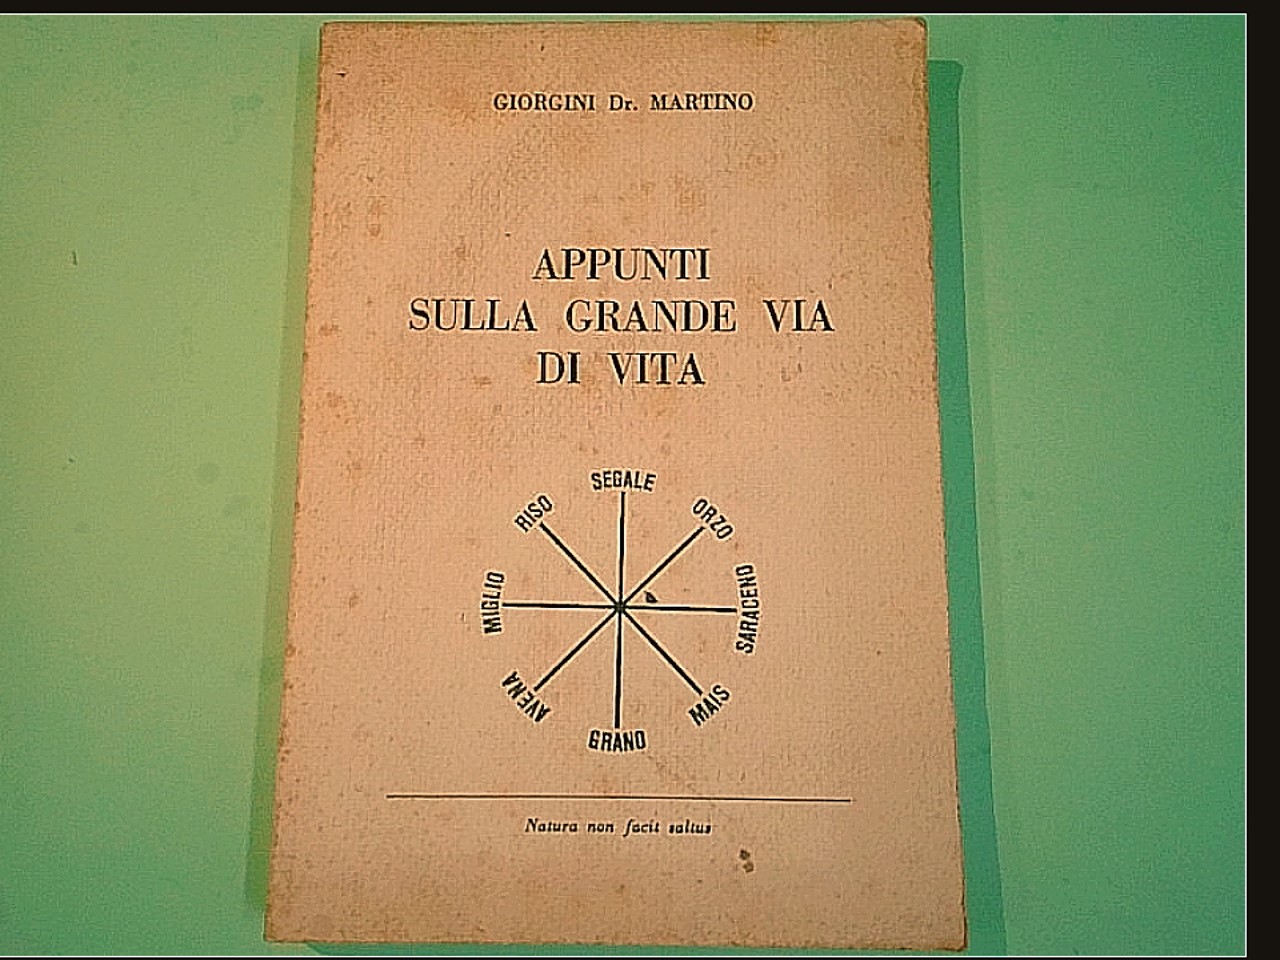 GIORGINI Dr. MARTINO
APPUNTI
SULLA GRANDE VIA
DI VITA
SEGALE
ORZO
SARACENO
MAIS
GRANO
AVENA
MIGLIO
RISO
Natura non facit saltus